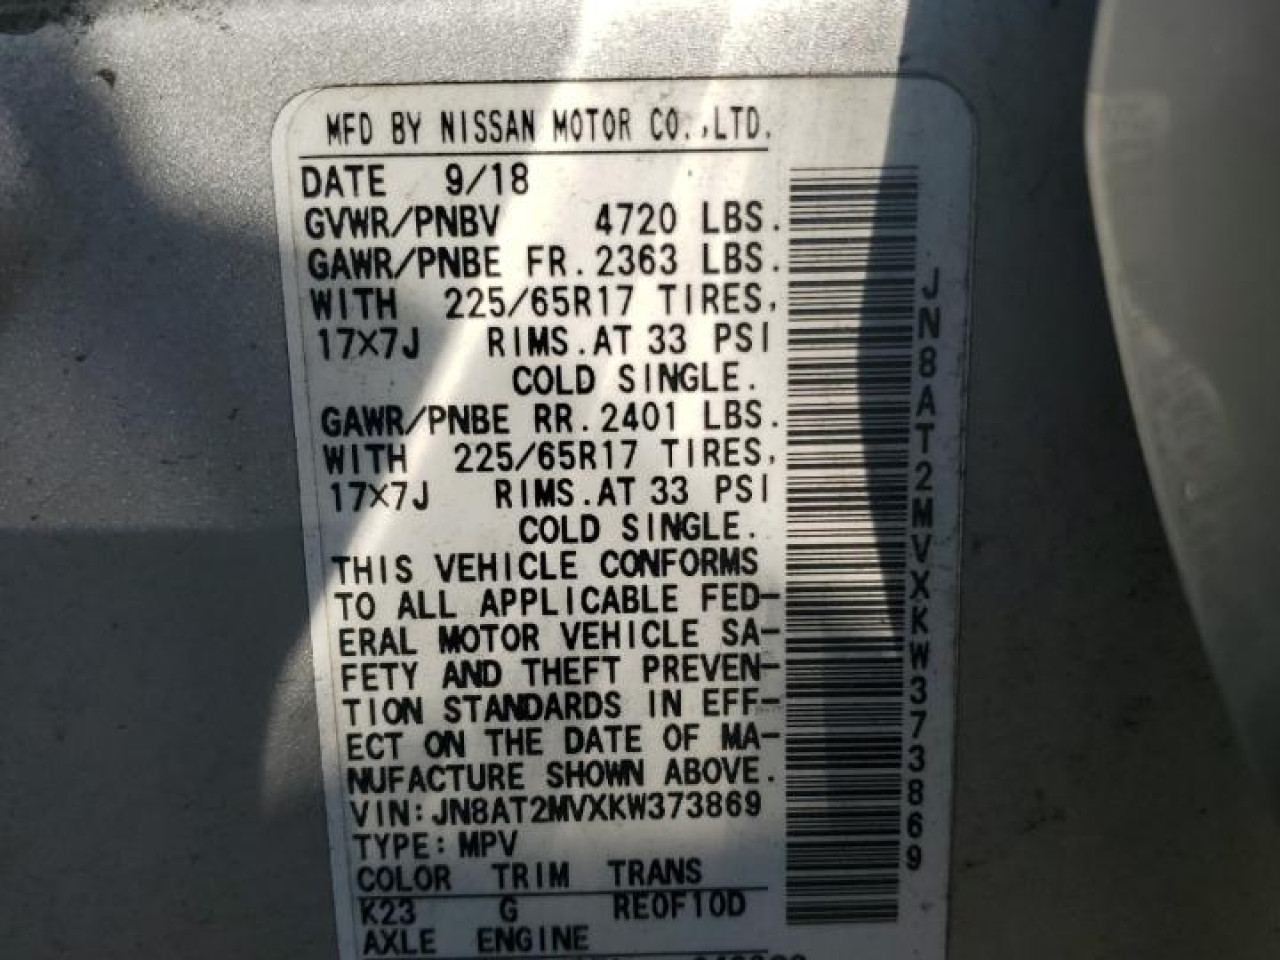 MFD BY NISSAN MOTOR CO.,LTD.
DATE 9/18
GVWR/PNBV 4720 LBS.
GAWR/PNBE FR.2363 LBS.
WITH 225/65R17 TIRES,
17X7J RIMS.AT 33 PSI
COLD SINGLE.
GAWR/PNBE RR.2401 LBS.
WITH 225/65R17 TIRES,
17X7J RIMS.AT 33 PSI
COLD SINGLE.
THIS VEHICLE CONFORMS
TO ALL APPLICABLE FED-
ERAL MOTOR VEHICLE SA-
FETY AND THEFT PREVEN-
TION STANDARDS IN EFF-
ECT ON THE DATE OF MA-
NUFACTURE SHOWN ABOVE.
VIN:JN8AT2MVXKW373869
TYPE:MPV
COLOR TRIM TRANS
K23 G RE0F10D
AXLE ENGINE
JN8AT2MVXKW373869